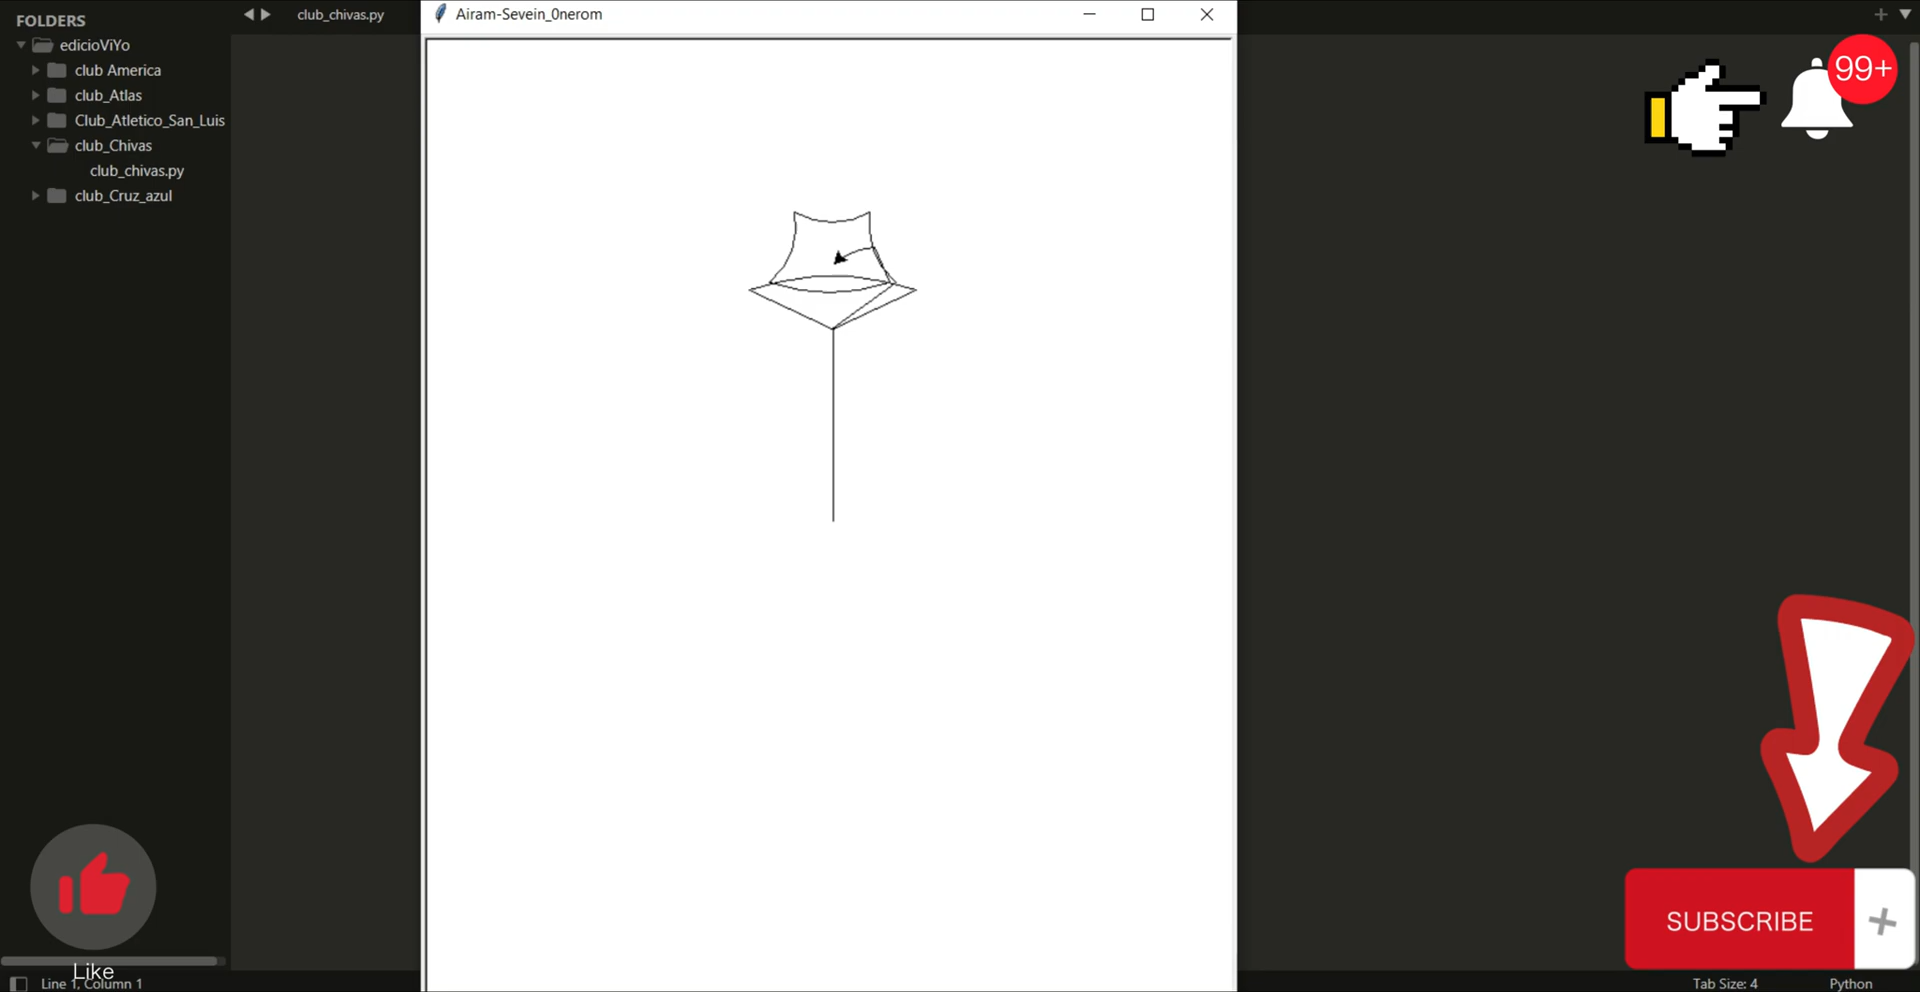 FOLDERS
edicioViYo
club America
club_Atlas
Club_Atletico_San_Luis
club_Chivas
club_chivas.py
club_Cruz_azul
club_chivas.py
Airam-Sevein_0nerom
99+
Like
SUBSCRIBE
Line 1, Column 1
Tab Size: 4
Python